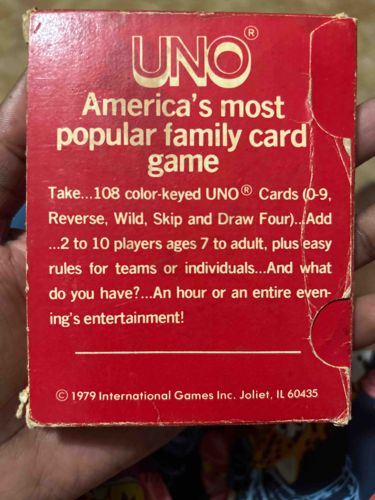 UNO®
America's most
popular family card
game
Take...108 color-keyed UNO® Cards (0-9,
Reverse, Wild, Skip and Draw Four)...Add
...2 to 10 players ages 7 to adult, plus easy
rules for teams or individuals...And what
do you have?...An hour or an entire even-
ing's entertainment!
© 1979 International Games Inc. Joliet, IL 60435